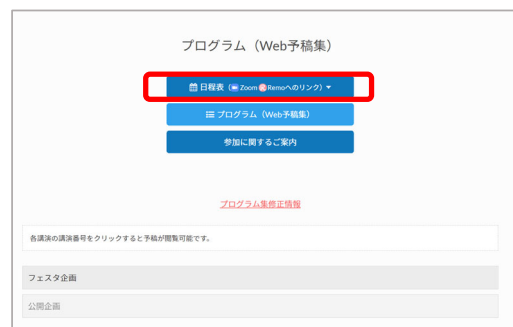 プログラム（Web予稿集）
日程表（Zoom Remoへのリンク）▼
プログラム（Web予稿集）
参加に関するご案内
プログラム集修正情報
各講演の講演番号をクリックすると予稿が閲覧可能です。
フェスタ企画
公開企画